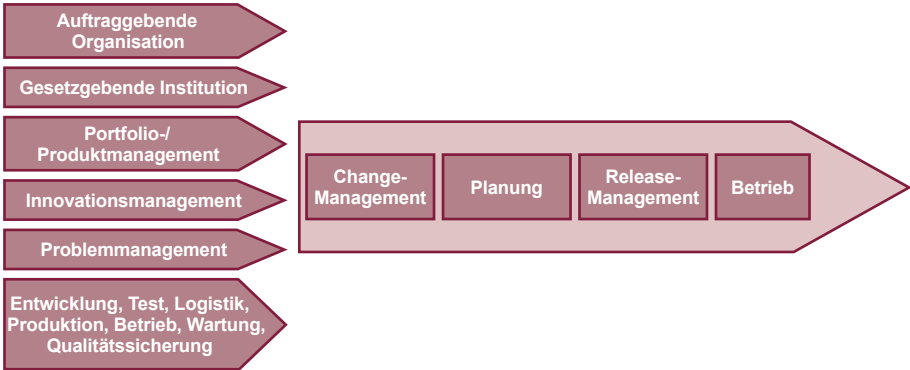 Auftraggebende
Organisation
Gesetzgebende Institution
Portfolio-/
Produktmanagement
Innovationsmanagement
Problemmanagement
Entwicklung, Test, Logistik,
Produktion, Betrieb, Wartung,
Qualitätssicherung
Change-
Management
Planung
Release-
Management
Betrieb